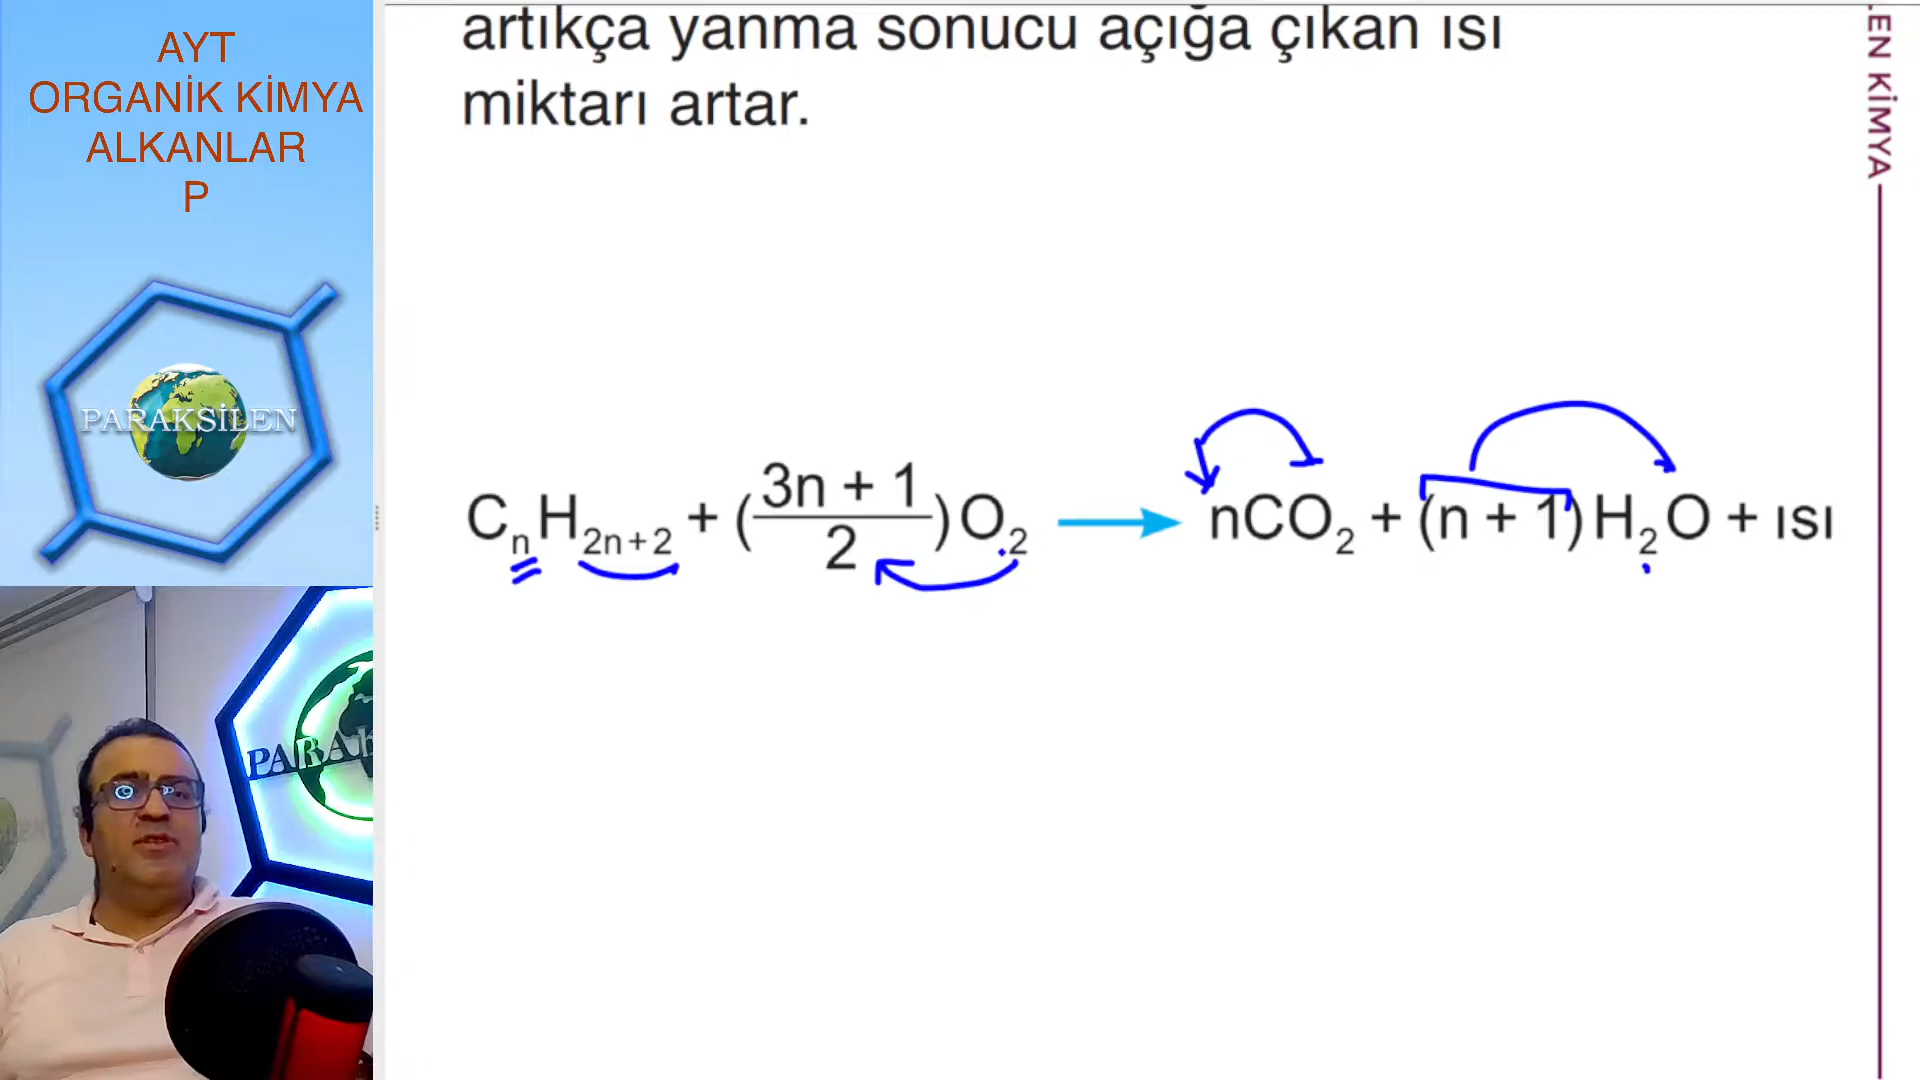 AYT
ORGANİK KİMYA
ALKANLAR
P
PARAKSİLEN
artıkça yanma sonucu açığa çıkan ısı
miktarı artar.
CₙH₂ₙ₊₂ + (3n + 1/2)O₂ → nCO₂ + (n + 1)H₂O + ısı
KİMYA